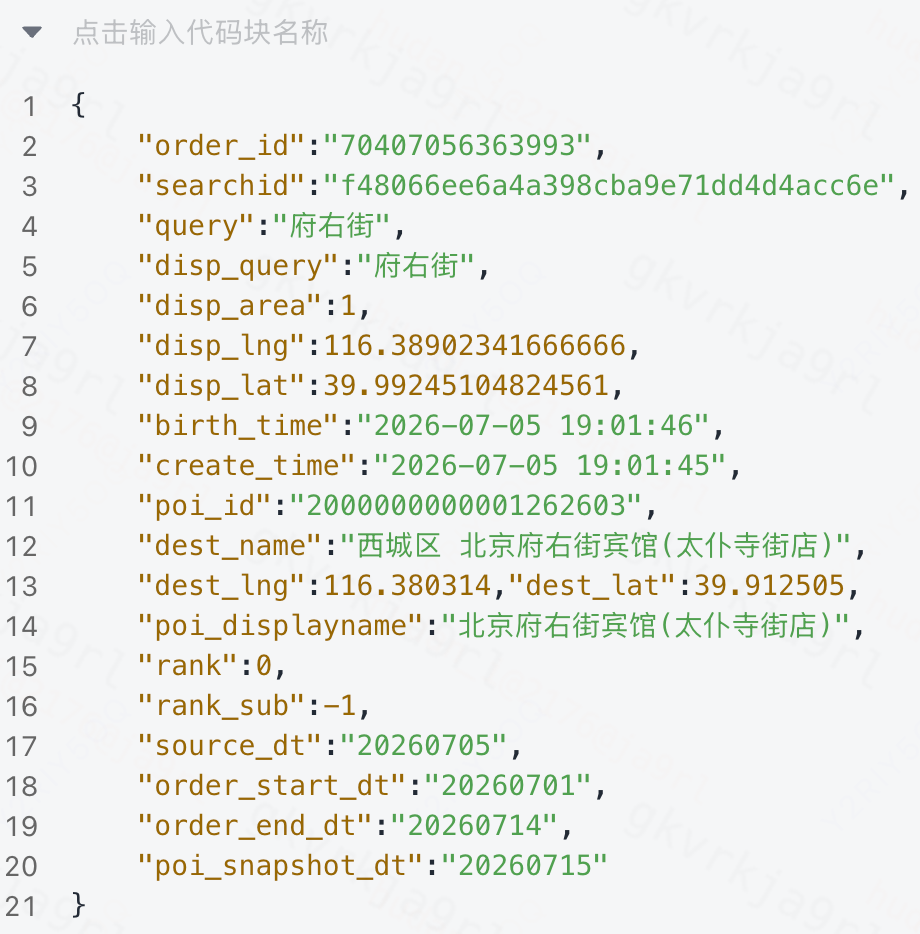 点击输入代码块名称
1 {
2 "order_id":"70407056363993",
3 "searchid":"f48066ee6a4a398cba9e71dd4d4acc6e",
4 "query":"府右街",
5 "disp_query":"府右街",
6 "disp_area":1,
7 "disp_lng":116.38902341666666,
8 "disp_lat":39.99245104824561,
9 "birth_time":"2026-07-05 19:01:46",
10 "create_time":"2026-07-05 19:01:45",
11 "poi_id":"2000000000001262603",
12 "dest_name":"西城区 北京府右街宾馆(太仆寺街店)",
13 "dest_lng":116.380314,"dest_lat":39.912505,
14 "poi_displayname":"北京府右街宾馆(太仆寺街店)",
15 "rank":0,
16 "rank_sub":-1,
17 "source_dt":"20260705",
18 "order_start_dt":"20260701",
19 "order_end_dt":"20260714",
20 "poi_snapshot_dt":"20260715"
21 }